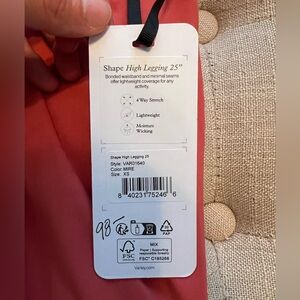 Shape High Legging 25"
Bonded waistband and minimal seams
offer lightweight coverage for any
activity.
4 Way Stretch
Lightweight
Moisture
Wicking
Shape High Legging 25
Style: VAR01640
Color: MIRE
Size: XS
8 40231 75246 6
98-
FSC
MIX
Paper | Supporting
responsible forestry
FSC® C185288
Varley.com